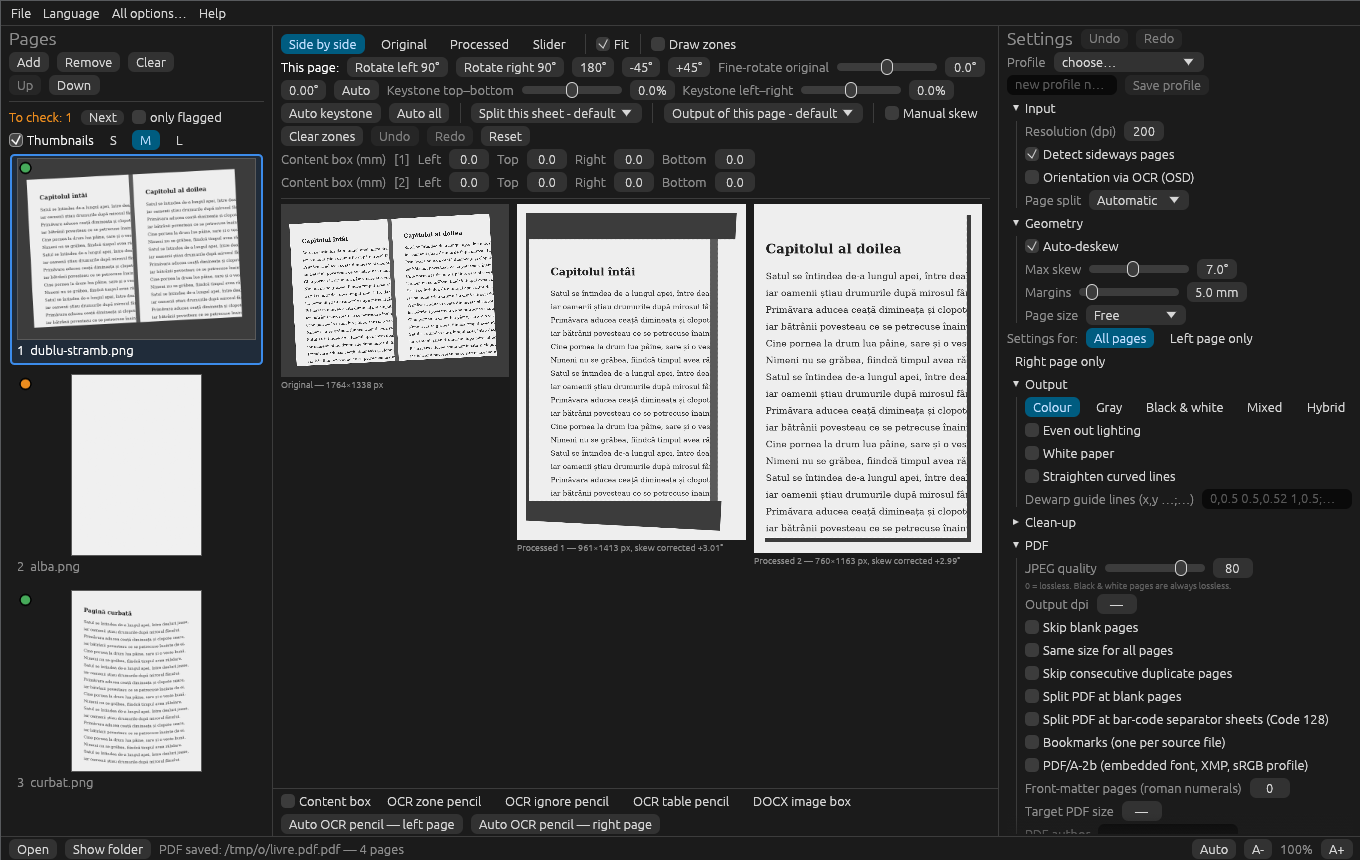 File Language All options... Help
Pages
Add Remove Clear
Up Down
To check: 1 Next only flagged
Thumbnails S M L
Capitolul întâi Capitolul al doilea
1 dublu-stramb.png
2 alba.png
Pagină curbată
3 curbat.png
Side by side Original Processed Slider Fit Draw zones
This page: Rotate left 90° Rotate right 90° 180° -45° +45° Fine-rotate original 0.0°
0.00° Auto Keystone top–bottom 0.0% Keystone left–right 0.0%
Auto keystone Auto all Split this sheet - default Output of this page - default Manual skew
Clear zones Undo Redo Reset
Content box (mm) [1] Left 0.0 Top 0.0 Right 0.0 Bottom 0.0
Content box (mm) [2] Left 0.0 Top 0.0 Right 0.0 Bottom 0.0
Capitolul întâi Capitolul al doilea
Original — 1764×1338 px
Capitolul întâi
Satul se întindea de-a lungul apei, între dea
iar oamenii știau drumurile după mirosul fâ
Primăvara aducea ceață dimineața și clopot
iar bătrânii povesteau ce se petrecuse înain
Cine pornea la drum lua pâine, sare și o ves
Nimeni nu se grăbea, fiindcă timpul avea ră
Satul se întindea de-a lungul apei, între dea
iar oamenii știau drumurile după mirosul fâ
Primăvara aducea ceață dimineața și clopot
iar bătrânii povesteau ce se petrecuse înain
Cine pornea la drum lua pâine, sare și o ves
Nimeni nu se grăbea, fiindcă timpul avea ră
Satul se întindea de-a lungul apei, între dea
iar oamenii știau drumurile după mirosul fâ
Primăvara aducea ceață dimineața și clopot
iar bătrânii povesteau ce se petrecuse înain
Processed 1 — 961×1413 px, skew corrected +3.01°
Capitolul al doilea
Satul se întindea de-a lungul apei, între dea
iar oamenii știau drumurile după mirosul fâ
Primăvara aducea ceață dimineața și clopot
iar bătrânii povesteau ce se petrecuse înain
Cine pornea la drum lua pâine, sare și o ves
Nimeni nu se grăbea, fiindcă timpul avea ră
Satul se întindea de-a lungul apei, între deal
iar oamenii știau drumurile după mirosul fâ
Primăvara aducea ceață dimineața și clopot
iar bătrânii povesteau ce se petrecuse înain
Cine pornea la drum lua pâine, sare și o ves
Nimeni nu se grăbea, fiindcă timpul avea ră
Satul se întindea de-a lungul apei, între deal
iar oamenii știau drumurile după mirosul fân
Primăvara aducea ceață dimineața și clopote
iar bătrânii povesteau ce se petrecuse înain
Processed 2 — 760×1163 px, skew corrected +2.99°
Content box OCR zone pencil OCR ignore pencil OCR table pencil DOCX image box
Auto OCR pencil — left page Auto OCR pencil — right page
Settings Undo Redo
Profile choose...
new profile n... Save profile
Input
Resolution (dpi) 200
Detect sideways pages
Orientation via OCR (OSD)
Page split Automatic
Geometry
Auto-deskew
Max skew 7.0°
Margins 5.0 mm
Page size Free
Settings for: All pages Left page only
Right page only
Output
Colour Gray Black & white Mixed Hybrid
Even out lighting
White paper
Straighten curved lines
Dewarp guide lines (x,y ...;...) 0,0.5 0.5,0.52 1,0.5;...
Clean-up
PDF
JPEG quality 80
0 = lossless. Black & white pages are always lossless.
Output dpi —
Skip blank pages
Same size for all pages
Skip consecutive duplicate pages
Split PDF at blank pages
Split PDF at bar-code separator sheets (Code 128)
Bookmarks (one per source file)
PDF/A-2b (embedded font, XMP, sRGB profile)
Front-matter pages (roman numerals) 0
Target PDF size —
PDF author
Open Show folder PDF saved: /tmp/o/livre.pdf.pdf — 4 pages Auto A- 100% A+